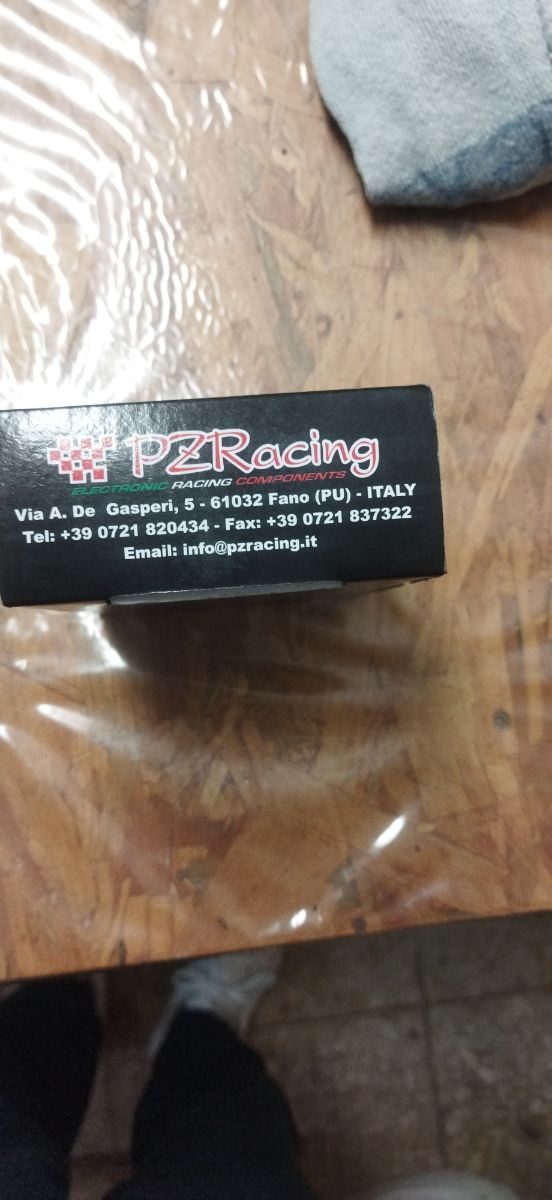 PZRacing
ELECTRONIC RACING COMPONENTS
Via A. De Gasperi, 5 - 61032 Fano (PU) - ITALY
Tel: +39 0721 820434 - Fax: +39 0721 837322
Email: info@pzracing.it